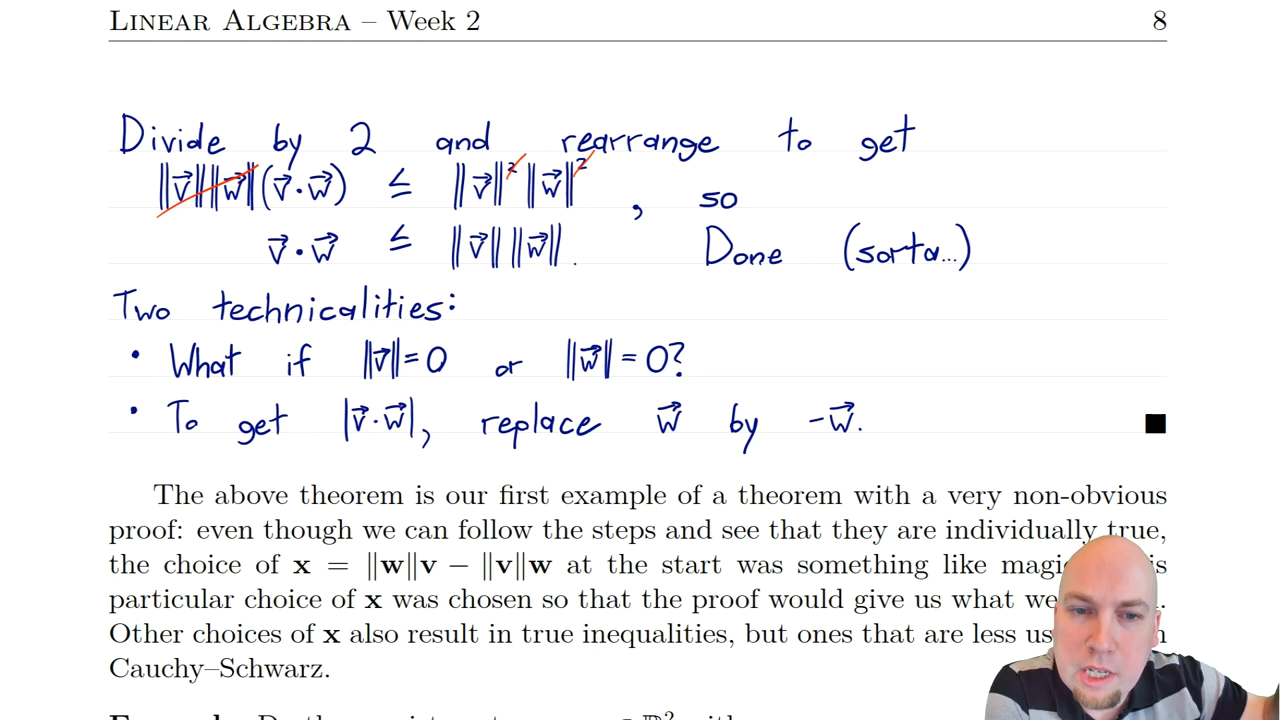 LINEAR ALGEBRA – Week 2 8
Divide by 2 and rearrange to get
‖v⃗‖‖w⃗‖(v⃗·w⃗) ≤ ‖v⃗‖² ‖w⃗‖² , so
v⃗·w⃗ ≤ ‖v⃗‖ ‖w⃗‖. Done (sorta...)
Two technicalities:
• What if ‖v⃗‖=0 or ‖w⃗‖=0?
• To get |v⃗·w⃗|, replace w⃗ by -w⃗. ■
The above theorem is our first example of a theorem with a very non-obvious
proof: even though we can follow the steps and see that they are individually true,
the choice of x = ‖w‖v − ‖v‖w at the start was something like magic
particular choice of x was chosen so that the proof would give us what we
Other choices of x also result in true inequalities, but ones that are less
Cauchy–Schwarz.